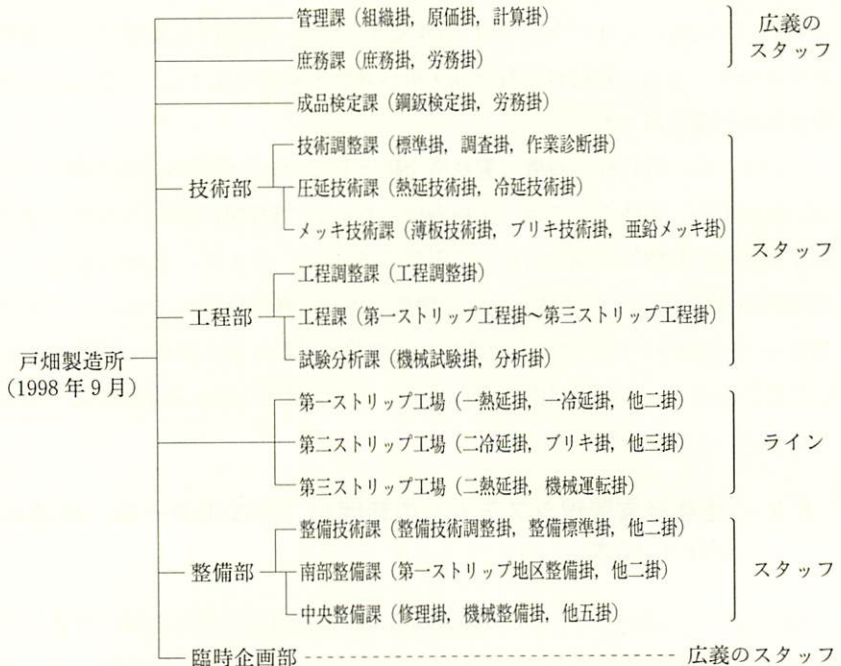 管理課（組織掛，原価掛，計算掛）
広義の
スタッフ
庶務課（庶務掛，労務掛）
成品検定課（鋼鈑検定掛，労務掛）
技術部
技術調整課（標準掛，調査掛，作業診断掛）
圧延技術課（熱延技術掛，冷延技術掛）
メッキ技術課（薄板技術掛，ブリキ技術掛，亜鉛メッキ掛）
スタッフ
工程部
工程調整課（工程調整掛）
工程課（第一ストリップ工程掛～第三ストリップ工程掛）
試験分析課（機械試験掛，分析掛）
戸畑製造所
（1998年9月）
第一ストリップ工場（一熱延掛，一冷延掛，他二掛）
第二ストリップ工場（二冷延掛，ブリキ掛，他三掛）
ライン
第三ストリップ工場（二熱延掛，機械運転掛）
整備部
整備技術課（整備技術調整掛，整備標準掛，他二掛）
南部整備課（第一ストリップ地区整備掛，他二掛）
スタッフ
中央整備課（修理掛，機械整備掛，他五掛）
臨時企画部
広義のスタッフ